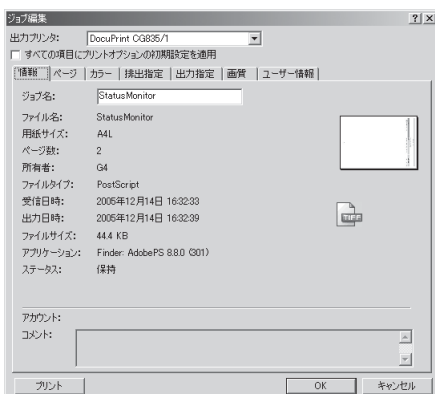 ジョブ編集
出力プリンタ: DocuPrint CG835/1
すべての項目にプリントオプションの初期設定を適用
情報 ページ カラー 排出指定 出力指定 画質 ユーザー情報
ジョブ名: StatusMonitor
ファイル名: StatusMonitor
用紙サイズ: A4L
ページ数: 2
所有者: G4
ファイルタイプ: PostScript
受信日時: 2005年12月14日 16:32:33
出力日時: 2005年12月14日 16:32:39
TIFF
ファイルサイズ: 44.4 KB
アプリケーション: Finder: AdobePS 8.8.0 (301)
ステータス: 保持
アカウント:
コメント:
プリント OK キャンセル